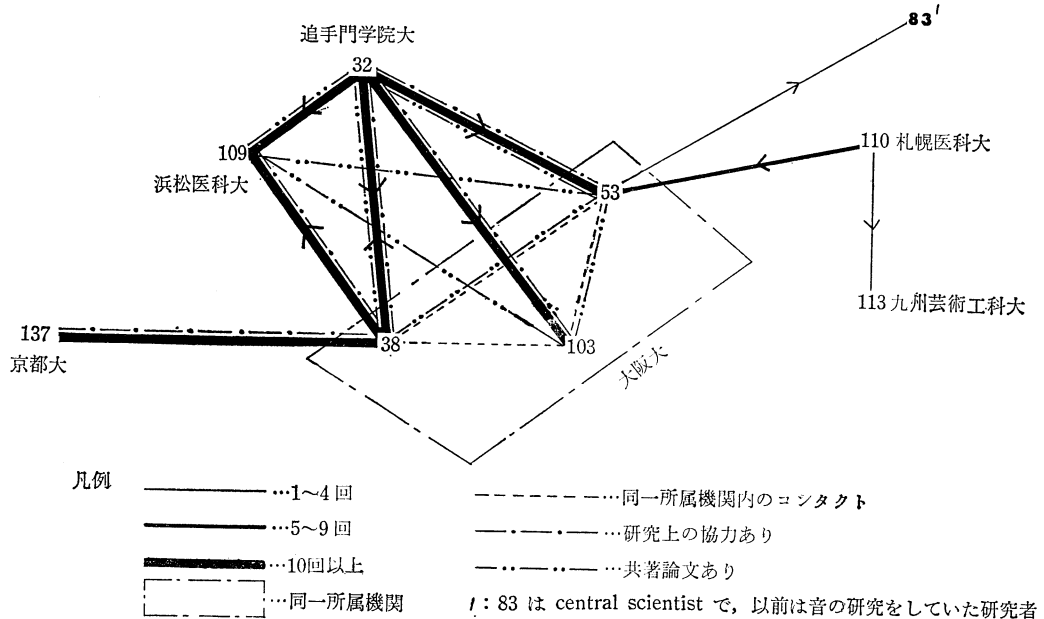 83′
追手門学院大
32
110 札幌医科大
109
浜松医科大
53
113 九州芸術工科大
137
京都大
38
103
大阪大
凡例
…1~4回
…5~9回
…10回以上
…同一所属機関
…同一所属機関内のコンタクト
…研究上の協力あり
…共著論文あり
′: 83 は central scientist で,以前は音の研究をしていた研究者